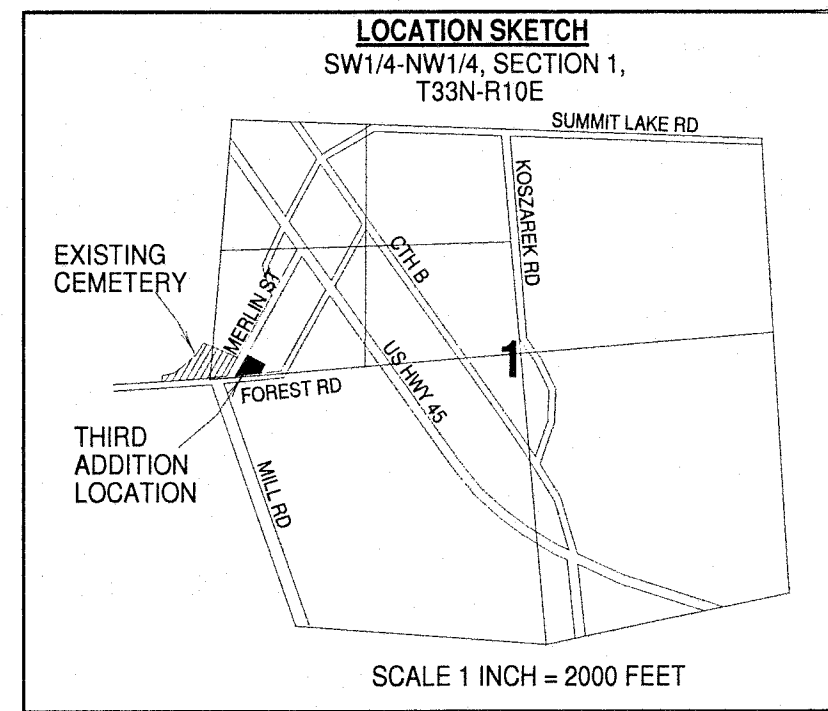 LOCATION SKETCH
SW1/4-NW1/4, SECTION 1,
T33N-R10E
SUMMIT LAKE RD
KOSZAREK RD
EXISTING
CEMETERY
CTH B
MERLIN ST
US HWY 45
1
FOREST RD
THIRD
ADDITION
LOCATION
MILL RD
SCALE 1 INCH = 2000 FEET